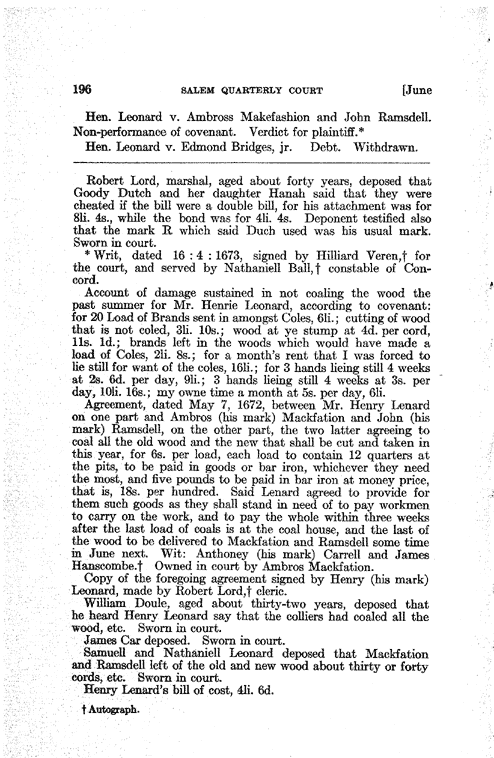 196 SALEM QUARTERLY COURT [June
Hen. Leonard v. Ambross Makefashion and John Ramsdell.
Non-performance of covenant. Verdict for plaintiff.*
Hen. Leonard v. Edmond Bridges, jr. Debt. Withdrawn.
Robert Lord, marshal, aged about forty years, deposed that
Goody Dutch and her daughter Hanah said that they were
cheated if the bill were a double bill, for his attachment was for
8li. 4s., while the bond was for 4li. 4s. Deponent testified also
that the mark R which said Duch used was his usual mark.
Sworn in court.
* Writ, dated 16 : 4 : 1673, signed by Hilliard Veren,† for
the court, and served by Nathaniell Ball,† constable of Con-
cord.
Account of damage sustained in not coaling the wood the
past summer for Mr. Henrie Leonard, according to covenant:
for 20 Load of Brands sent in amongst Coles, 6li.; cutting of wood
that is not coled, 3li. 10s.; wood at ye stump at 4d. per cord,
11s. 1d.; brands left in the woods which would have made a
load of Coles, 2li. 8s.; for a month's rent that I was forced to
lie still for want of the coles, 16li.; for 3 hands lieing still 4 weeks
at 2s. 6d. per day, 9li.; 3 hands lieing still 4 weeks at 3s. per
day, 10li. 16s.; my owne time a month at 5s. per day, 6li.
Agreement, dated May 7, 1672, between Mr. Henry Lenard
on one part and Ambros (his mark) Mackfation and John (his
mark) Ramsdell, on the other part, the two latter agreeing to
coal all the old wood and the new that shall be cut and taken in
this year, for 6s. per load, each load to contain 12 quarters at
the pits, to be paid in goods or bar iron, whichever they need
the most, and five pounds to be paid in bar iron at money price,
that is, 18s. per hundred. Said Lenard agreed to provide for
them such goods as they shall stand in need of to pay workmen
to carry on the work, and to pay the whole within three weeks
after the last load of coals is at the coal house, and the last of
the wood to be delivered to Mackfation and Ramsdell some time
in June next. Wit: Anthoney (his mark) Carrell and James
Hanscombe.† Owned in court by Ambros Mackfation.
Copy of the foregoing agreement signed by Henry (his mark)
Leonard, made by Robert Lord,† cleric.
William Doule, aged about thirty-two years, deposed that
he heard Henry Leonard say that the colliers had coaled all the
wood, etc. Sworn in court.
James Car deposed. Sworn in court.
Samuell and Nathaniell Leonard deposed that Mackfation
and Ramsdell left of the old and new wood about thirty or forty
cords, etc. Sworn in court.
Henry Lenard's bill of cost, 4li. 6d.
† Autograph.